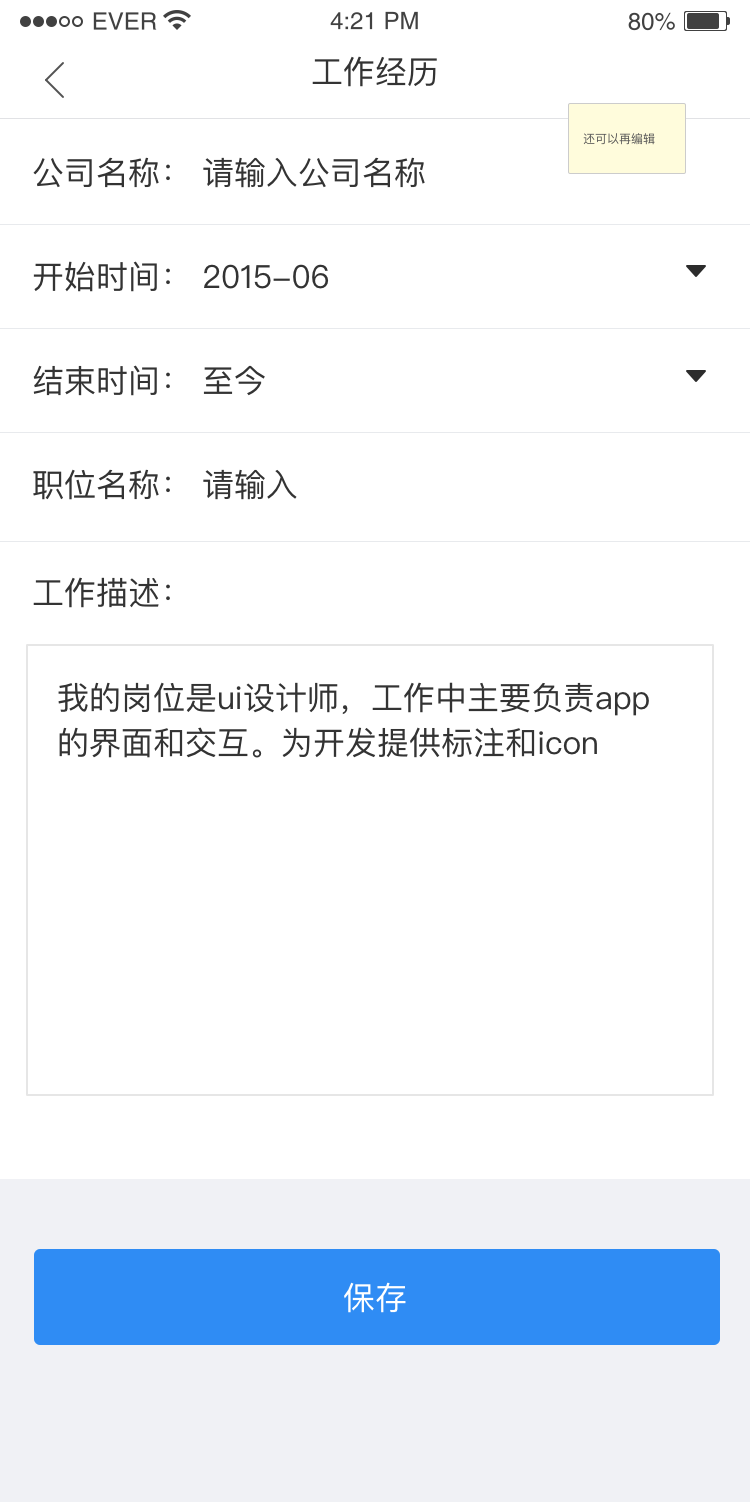 EVER 4:21 PM 80%
工作经历
还可以再编辑
公司名称： 请输入公司名称
开始时间： 2015–06
结束时间： 至今
职位名称： 请输入
工作描述：
我的岗位是ui设计师，工作中主要负责app
的界面和交互。为开发提供标注和icon
保存